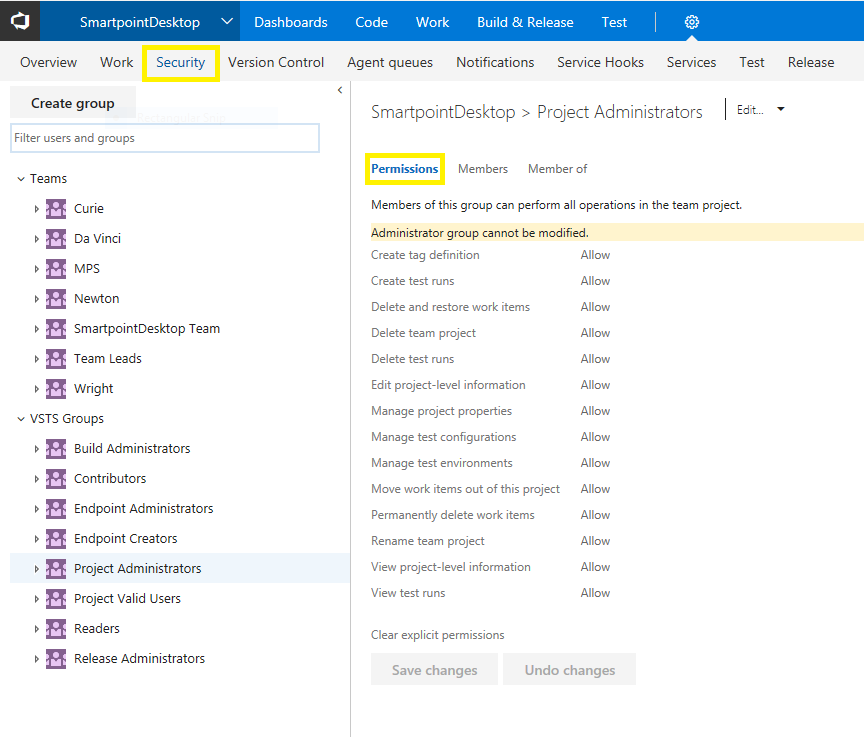 SmartpointDesktop Dashboards Code Work Build & Release Test
Overview Work Security Version Control Agent queues Notifications Service Hooks Services Test Release
Create group
Filter users and groups
Teams
Curie
Da Vinci
MPS
Newton
SmartpointDesktop Team
Team Leads
Wright
VSTS Groups
Build Administrators
Contributors
Endpoint Administrators
Endpoint Creators
Project Administrators
Project Valid Users
Readers
Release Administrators
SmartpointDesktop > Project Administrators Edit...
Permissions Members Member of
Members of this group can perform all operations in the team project.
Administrator group cannot be modified.
Create tag definition Allow
Create test runs Allow
Delete and restore work items Allow
Delete team project Allow
Delete test runs Allow
Edit project-level information Allow
Manage project properties Allow
Manage test configurations Allow
Manage test environments Allow
Move work items out of this project Allow
Permanently delete work items Allow
Rename team project Allow
View project-level information Allow
View test runs Allow
Clear explicit permissions
Save changes Undo changes